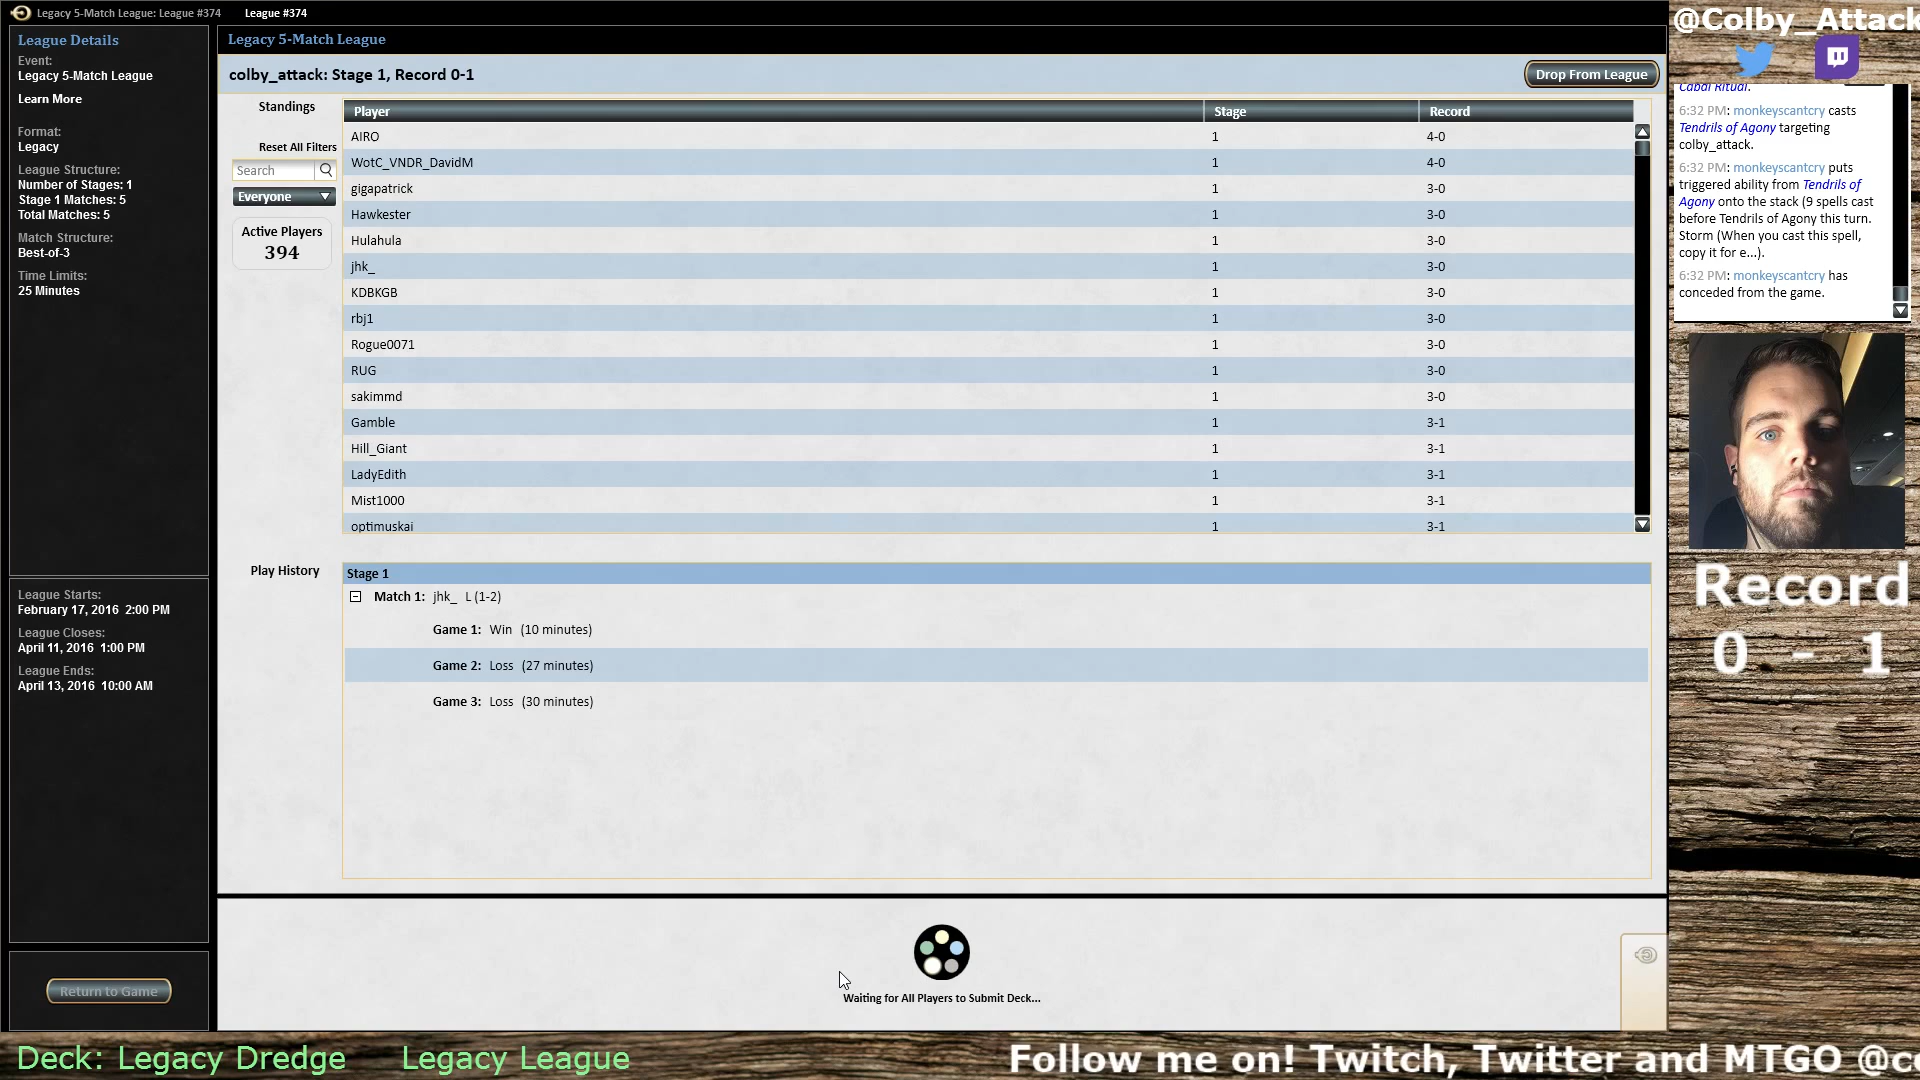 Legacy 5-Match League: League #374
League #374
League Details
Event:
Legacy 5-Match League
Learn More
Format:
Legacy
League Structure:
Number of Stages: 1
Stage 1 Matches: 5
Total Matches: 5
Match Structure:
Best-of-3
Time Limits:
25 Minutes
League Starts:
February 17, 2016 2:00 PM
League Closes:
April 11, 2016 1:00 PM
League Ends:
April 13, 2016 10:00 AM
Return to Game
Legacy 5-Match League
colby_attack: Stage 1, Record 0-1
Drop From League
Standings
Reset All Filters
Search
Everyone
Active Players
394
Player Stage Record
AIRO 1 4-0
WotC_VNDR_DavidM 1 4-0
gigapatrick 1 3-0
Hawkester 1 3-0
Hulahula 1 3-0
jhk_ 1 3-0
KDBKGB 1 3-0
rbj1 1 3-0
Rogue0071 1 3-0
RUG 1 3-0
sakimmd 1 3-0
Gamble 1 3-1
Hill_Giant 1 3-1
LadyEdith 1 3-1
Mist1000 1 3-1
optimuskai 1 3-1
Play History
Stage 1
Match 1: jhk_ L (1-2)
Game 1: Win (10 minutes)
Game 2: Loss (27 minutes)
Game 3: Loss (30 minutes)
Waiting for All Players to Submit Deck...
@Colby_Attack
Cabal Ritual.
6:32 PM: monkeyscantcry casts
Tendrils of Agony targeting
colby_attack.
6:32 PM: monkeyscantcry puts
triggered ability from Tendrils of
Agony onto the stack (9 spells cast
before Tendrils of Agony this turn.
Storm (When you cast this spell,
copy it for e...).
6:32 PM: monkeyscantcry has
conceded from the game.
Record
0 - 1
Deck: Legacy Dredge Legacy League
Follow me on! Twitch, Twitter and MTGO @co